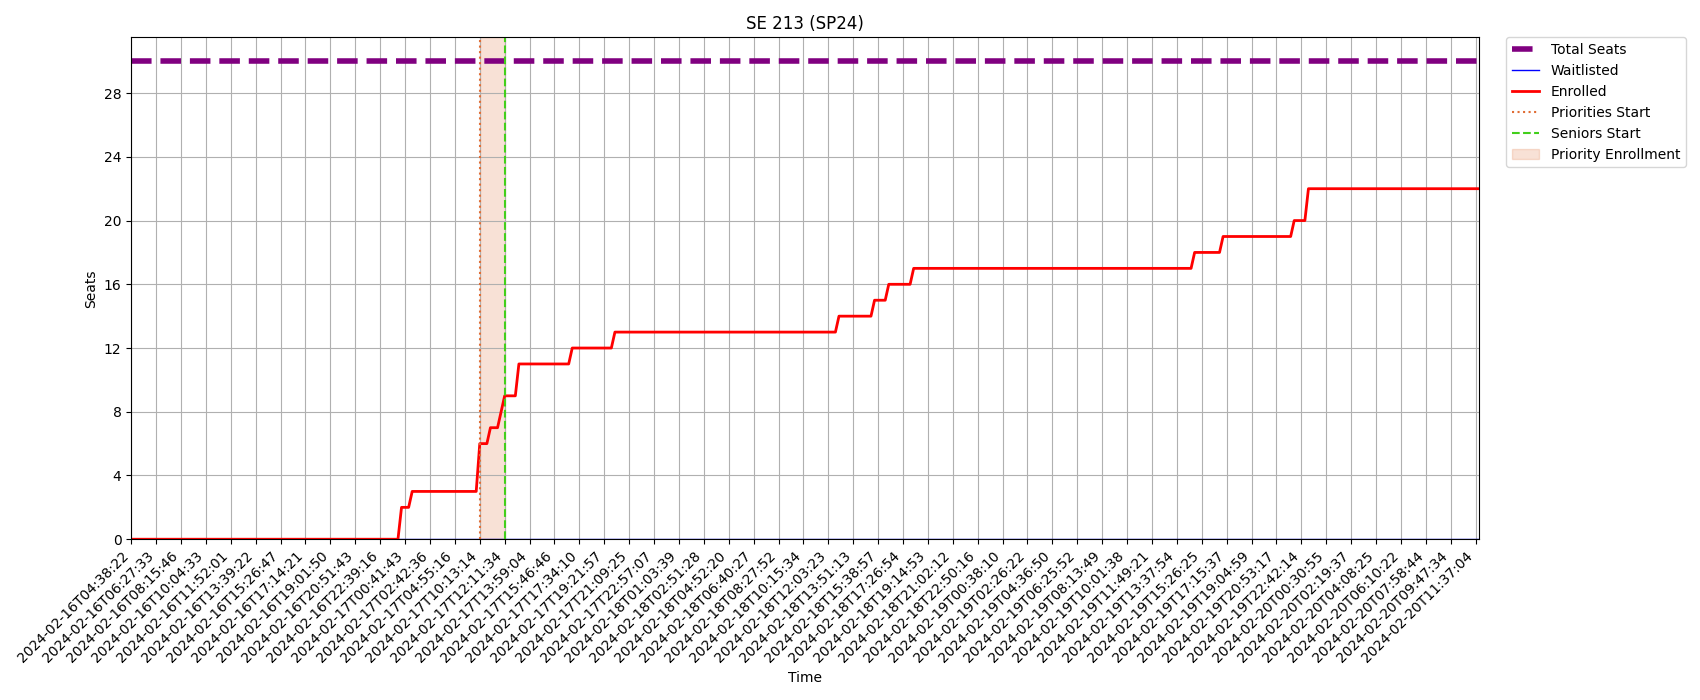 SE 213 (SP24)
Total Seats
Waitlisted
Enrolled
Priorities Start
Seniors Start
Priority Enrollment
Seats
28
24
20
16
12
8
4
0
2024-02-16T04:38:22
2024-02-16T06:27:33
2024-02-16T08:15:46
2024-02-16T10:04:33
2024-02-16T11:52:01
2024-02-16T13:39:22
2024-02-16T15:26:47
2024-02-16T17:14:21
2024-02-16T19:01:50
2024-02-16T20:51:43
2024-02-16T22:39:16
2024-02-17T00:41:43
2024-02-17T02:42:36
2024-02-17T04:55:16
2024-02-17T10:13:14
2024-02-17T12:11:34
2024-02-17T13:59:04
2024-02-17T15:46:46
2024-02-17T17:34:10
2024-02-17T19:21:57
2024-02-17T21:09:25
2024-02-17T22:57:07
2024-02-18T01:03:39
2024-02-18T02:51:28
2024-02-18T04:52:20
2024-02-18T06:40:27
2024-02-18T08:27:52
2024-02-18T10:15:34
2024-02-18T12:03:23
2024-02-18T13:51:13
2024-02-18T15:38:57
2024-02-18T17:26:54
2024-02-18T19:14:53
2024-02-18T21:02:12
2024-02-18T22:50:16
2024-02-19T00:38:10
2024-02-19T02:26:22
2024-02-19T04:36:50
2024-02-19T06:25:52
2024-02-19T08:13:49
2024-02-19T10:01:38
2024-02-19T11:49:21
2024-02-19T13:37:54
2024-02-19T15:26:25
2024-02-19T17:15:37
2024-02-19T19:04:59
2024-02-19T20:53:17
2024-02-19T22:42:14
2024-02-20T00:30:55
2024-02-20T02:19:37
2024-02-20T04:08:25
2024-02-20T06:10:22
2024-02-20T07:58:44
2024-02-20T09:47:34
2024-02-20T11:37:04
Time